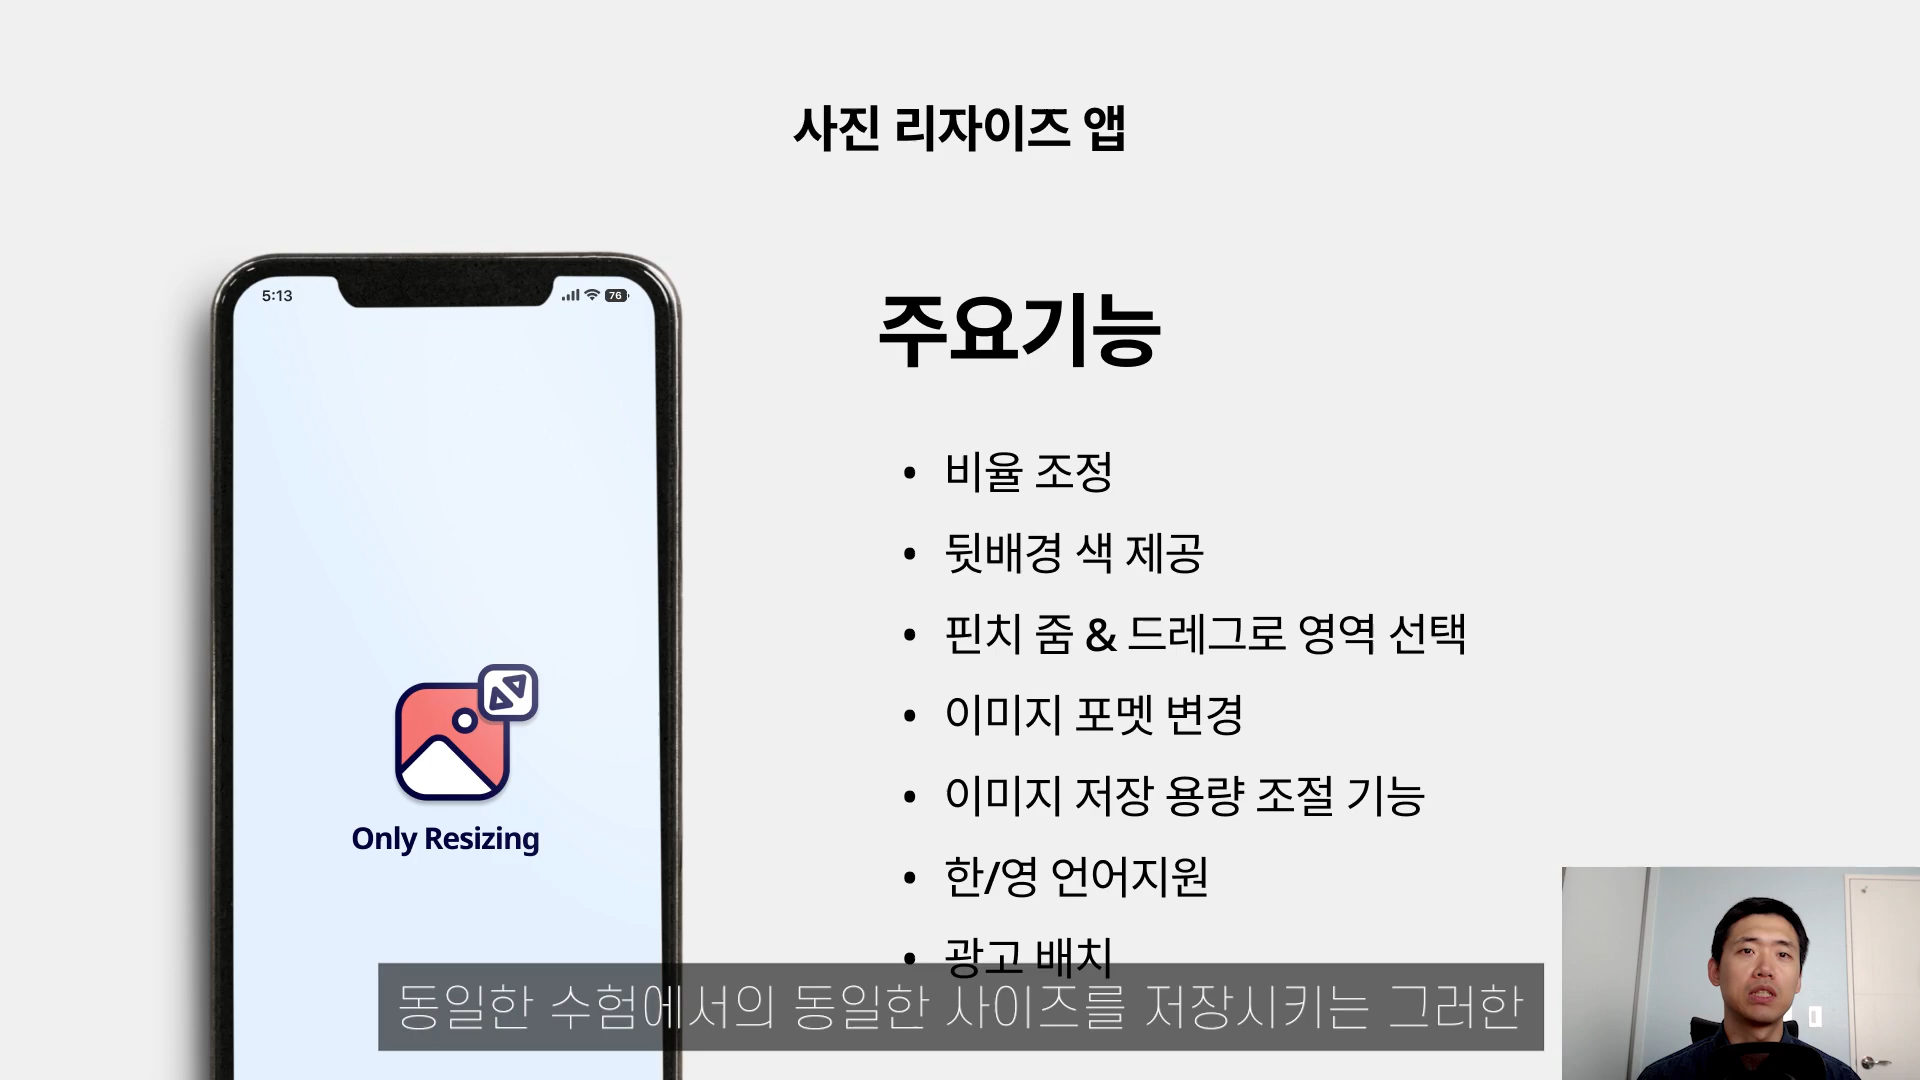 사진 리자이즈 앱
5:13
76
주요기능
• 비율 조정
• 뒷배경 색 제공
• 핀치 줌 & 드레그로 영역 선택
• 이미지 포멧 변경
• 이미지 저장 용량 조절 기능
• 한/영 언어지원
• 광고 배치
Only Resizing
동일한 수험에서의 동일한 사이즈를 저장시키는 그러한